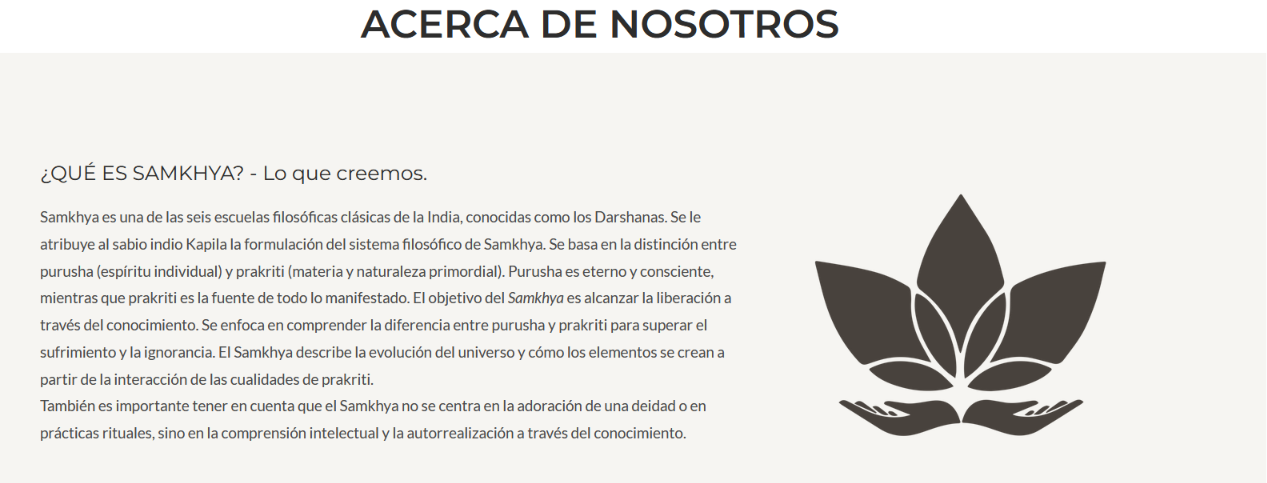 ACERCA DE NOSOTROS
¿QUÉ ES SAMKHYA? - Lo que creemos.
Samkhya es una de las seis escuelas filosóficas clásicas de la India, conocidas como los Darshanas. Se le
atribuye al sabio indio Kapila la formulación del sistema filosófico de Samkhya. Se basa en la distinción entre
purusha (espíritu individual) y prakriti (materia y naturaleza primordial). Purusha es eterno y consciente,
mientras que prakriti es la fuente de todo lo manifestado. El objetivo del Samkhya es alcanzar la liberación a
través del conocimiento. Se enfoca en comprender la diferencia entre purusha y prakriti para superar el
sufrimiento y la ignorancia. El Samkhya describe la evolución del universo y cómo los elementos se crean a
partir de la interacción de las cualidades de prakriti.
También es importante tener en cuenta que el Samkhya no se centra en la adoración de una deidad o en
prácticas rituales, sino en la comprensión intelectual y la autorrealización a través del conocimiento.